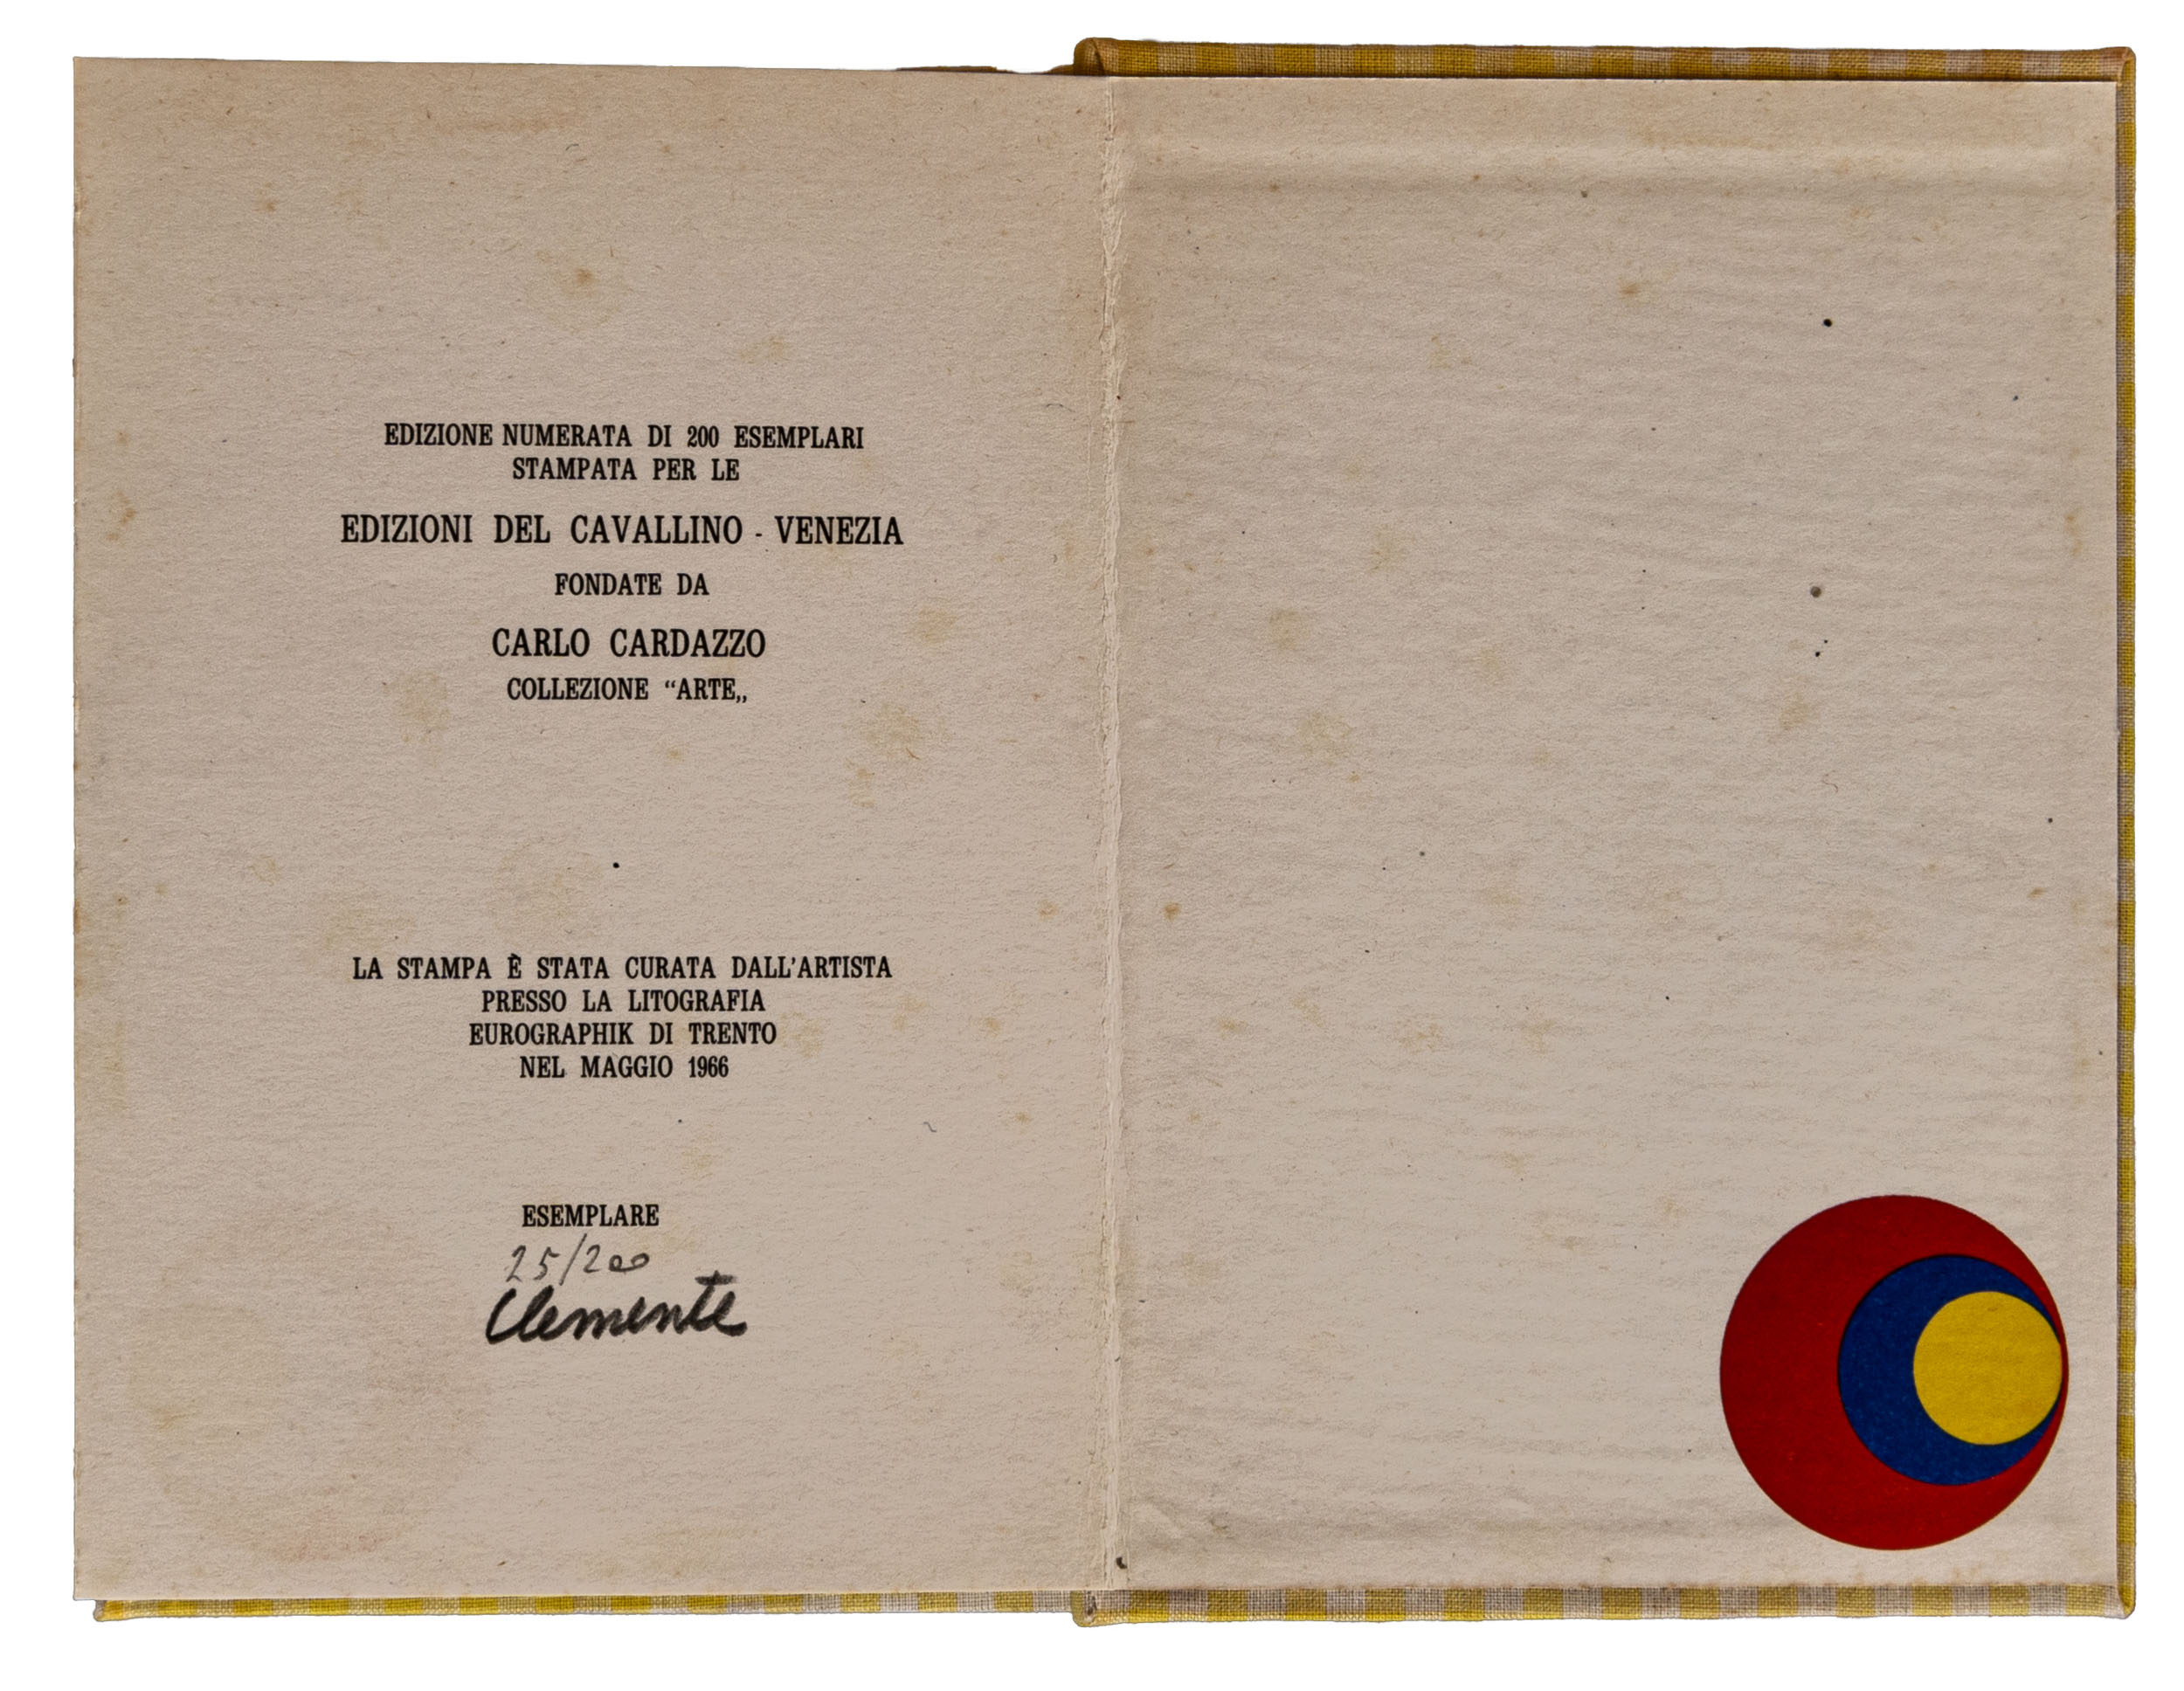 EDIZIONE NUMERATA DI 200 ESEMPLARI
STAMPATA PER LE
EDIZIONI DEL CAVALLINO - VENEZIA
FONDATE DA
CARLO CARDAZZO
COLLEZIONE “ARTE„
LA STAMPA È STATA CURATA DALL'ARTISTA
PRESSO LA LITOGRAFIA
EUROGRAPHIK DI TRENTO
NEL MAGGIO 1966
ESEMPLARE
25/200
Clemente